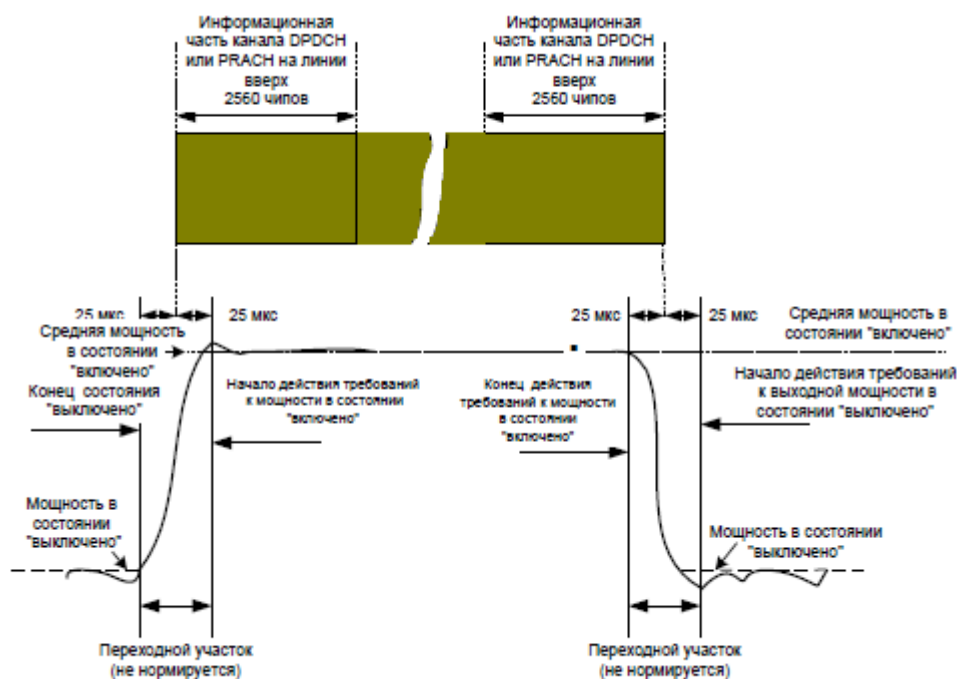 Информационная
часть канала DPDCH
или PRACH на линии
вверх
2560 чипов
Информационная
часть канала DPDCH
или PRACH на линии
вверх
2560 чипов
25 мкс
25 мкс
25 мкс
25 мкс
Средняя мощность
в состоянии
"включено"
Конец состояния
"выключено"
Начало действия требований
к мощности в состоянии
"включено"
Конец действия
требований к мощности
в состоянии
"включено"
Средняя мощность в
состоянии "включено"
Начало действия требований
к выходной мощности в
состоянии "выключено"
Мощность в
состоянии
"выключено"
Мощность в состоянии
"выключено"
Переходной участок
(не нормируется)
Переходной участок
(не нормируется)